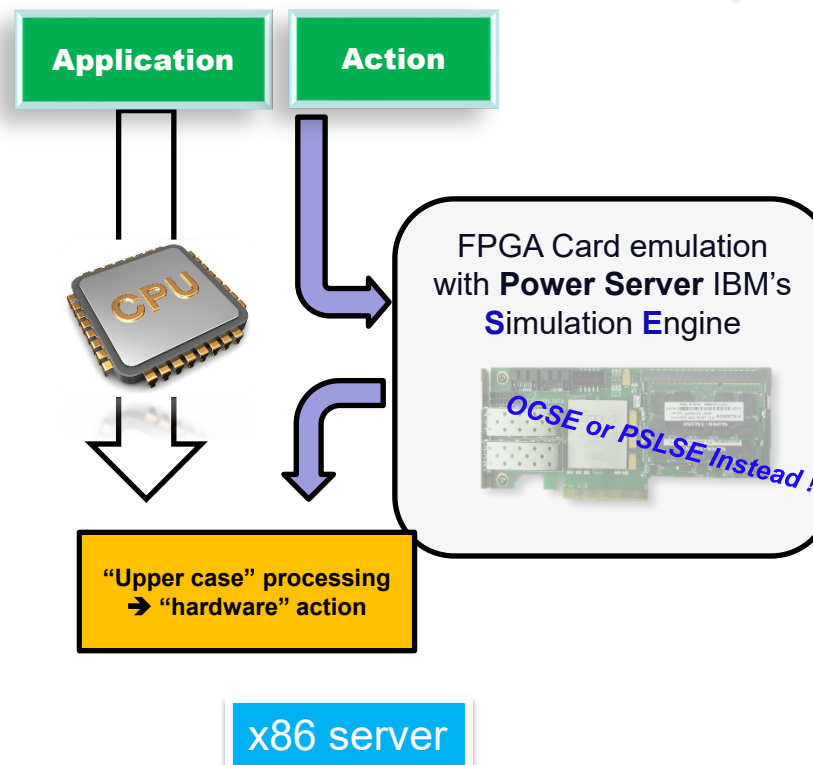 Application
Action
CPU
FPGA Card emulation
with Power Server IBM's
Simulation Engine
OCSE or PSLSE Instead !
“Upper case” processing
➔ “hardware” action
x86 server